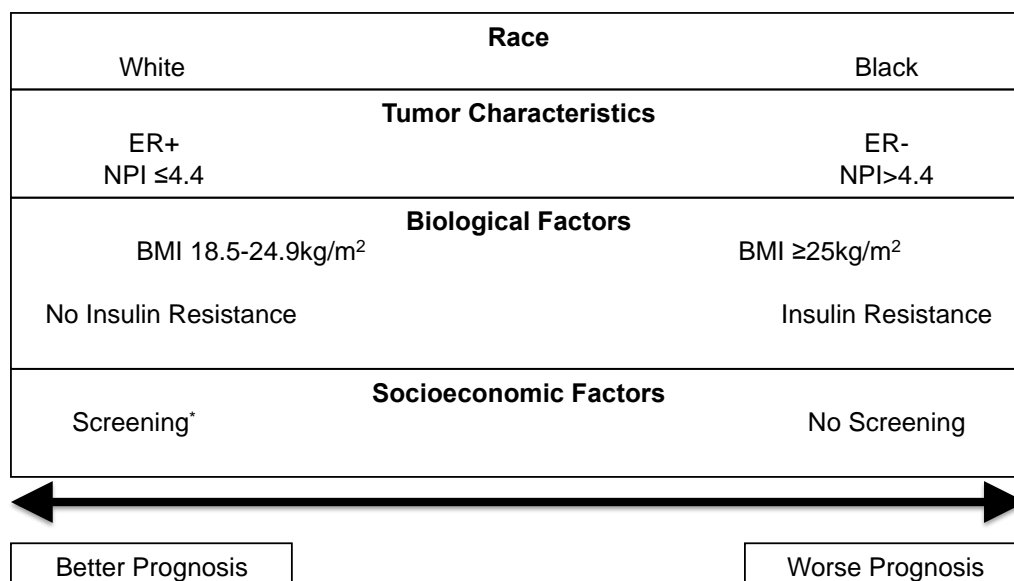 Race
White Black
Tumor Characteristics
ER+ ER-
NPI ≤4.4 NPI>4.4
Biological Factors
BMI 18.5-24.9kg/m² BMI ≥25kg/m²
No Insulin Resistance Insulin Resistance
Socioeconomic Factors
Screening* No Screening
Better Prognosis Worse Prognosis